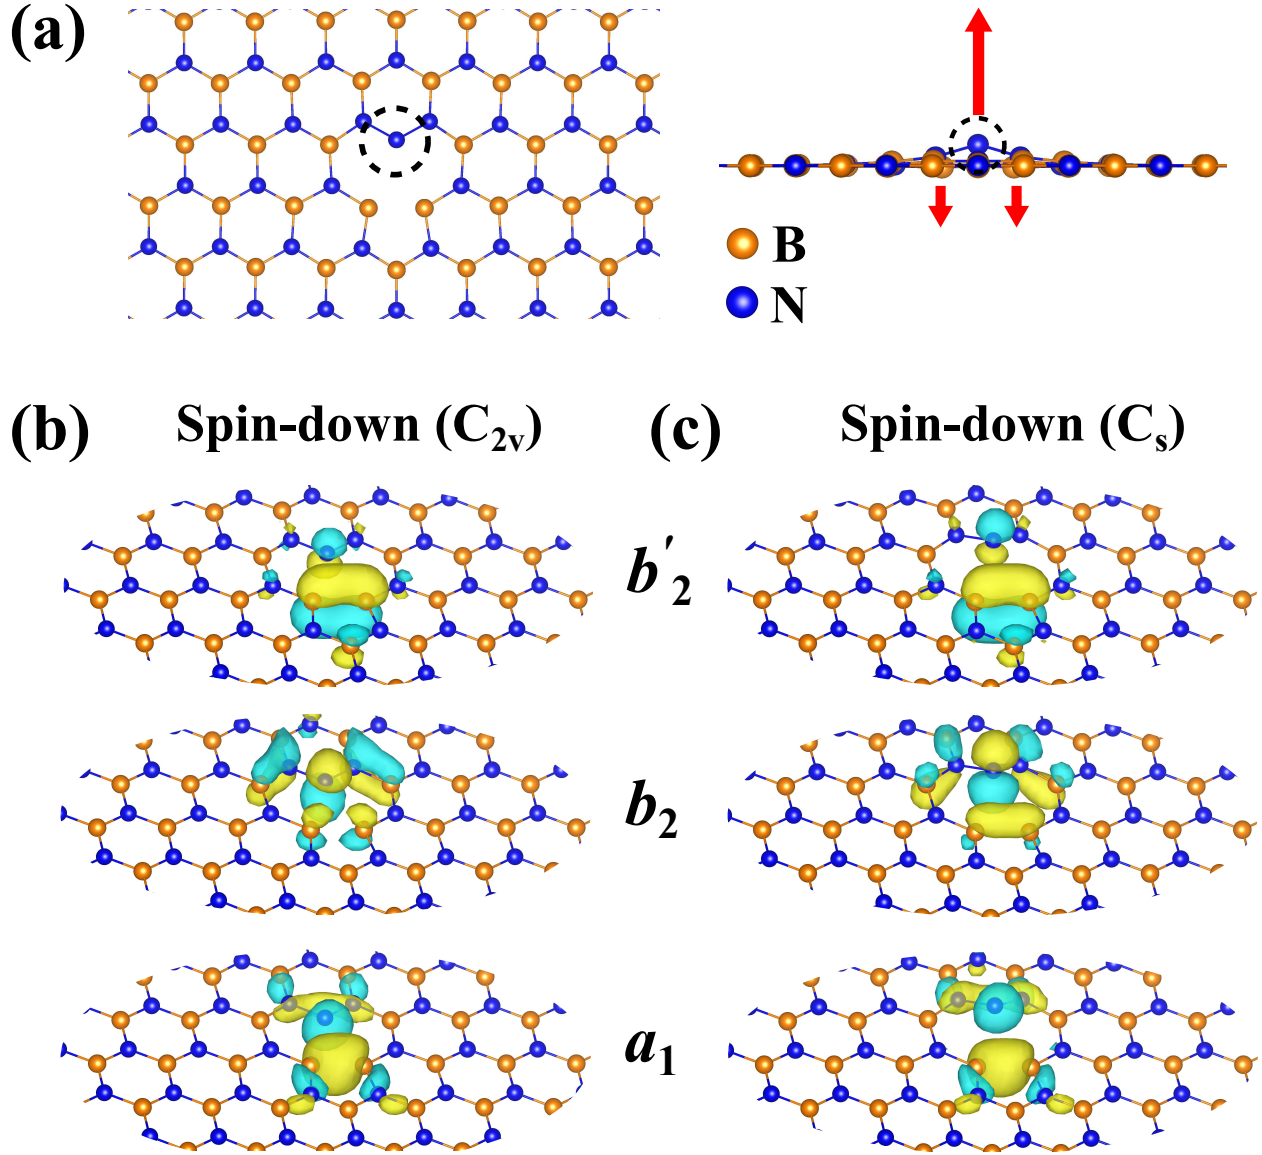 (a)
B
N
(b) Spin-down (C₂ᵥ)
(c) Spin-down (Cₛ)
b′₂
b₂
a₁